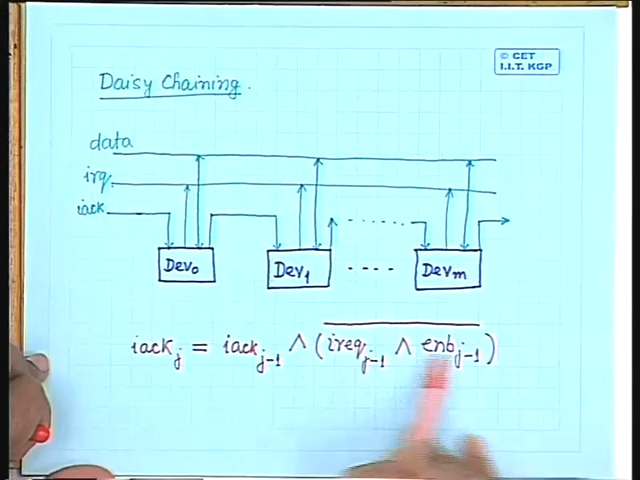 © CET
I.I.T. KGP
Daisy Chaining.
data
irq
iack
Dev₀ Dev₁ ---- Devₘ
iackⱼ = iackⱼ₋₁ ∧ (ireqⱼ₋₁ ∧ enbⱼ₋₁)